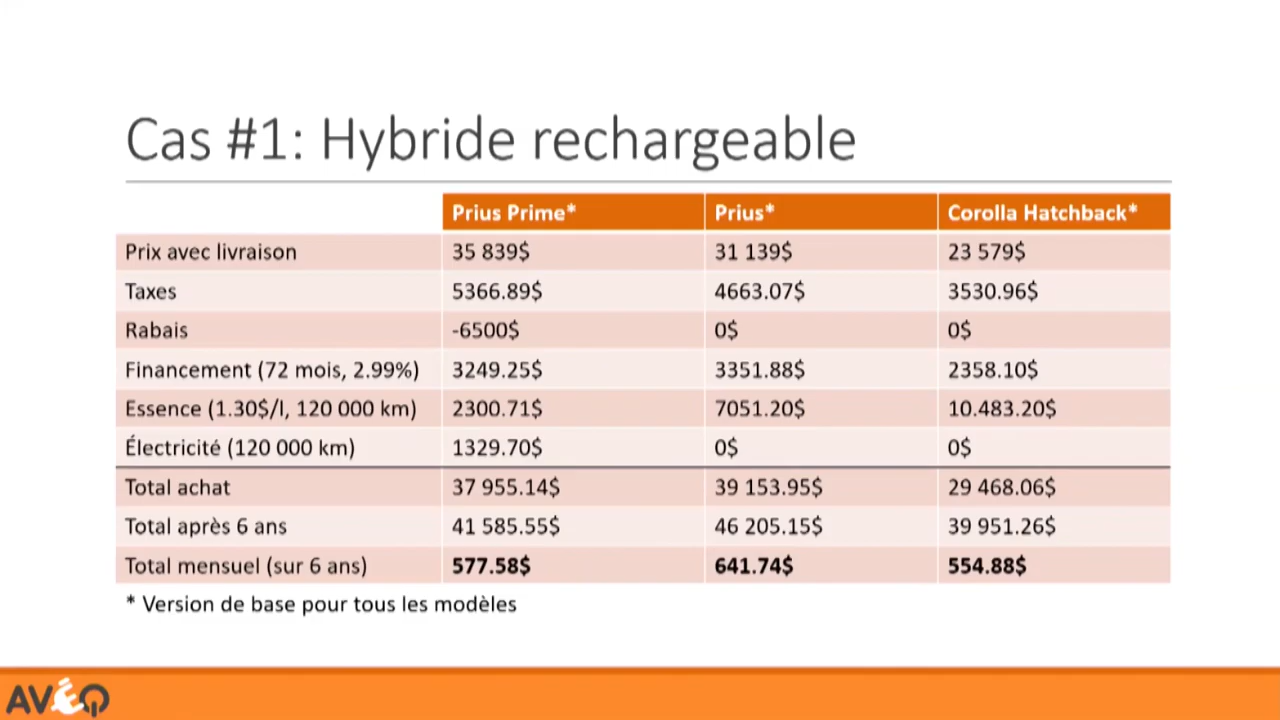 Cas #1: Hybride rechargeable
Prius Prime* Prius* Corolla Hatchback*
Prix avec livraison 35 839$ 31 139$ 23 579$
Taxes 5366.89$ 4663.07$ 3530.96$
Rabais -6500$ 0$ 0$
Financement (72 mois, 2.99%) 3249.25$ 3351.88$ 2358.10$
Essence (1.30$/l, 120 000 km) 2300.71$ 7051.20$ 10.483.20$
Électricité (120 000 km) 1329.70$ 0$ 0$
Total achat 37 955.14$ 39 153.95$ 29 468.06$
Total après 6 ans 41 585.55$ 46 205.15$ 39 951.26$
Total mensuel (sur 6 ans) 577.58$ 641.74$ 554.88$
* Version de base pour tous les modèles
AVÉQ